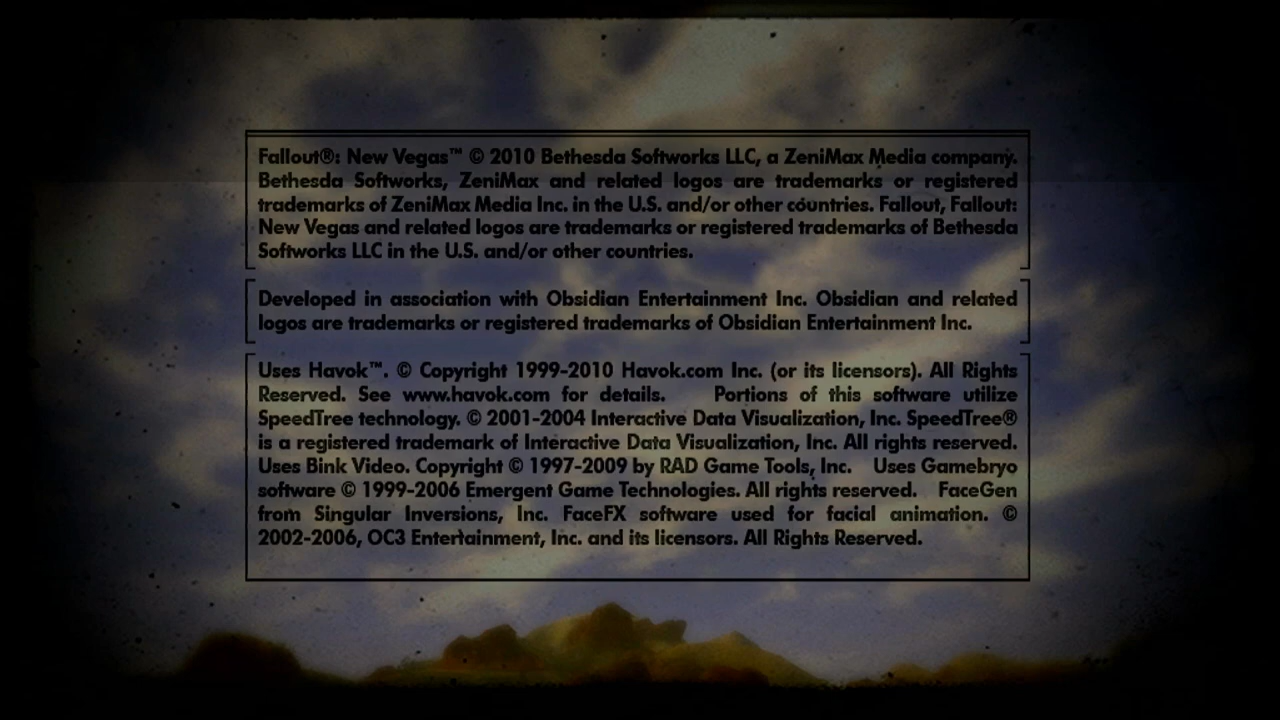 Fallout®: New Vegas™ © 2010 Bethesda Softworks LLC, a ZeniMax Media company.
Bethesda Softworks, ZeniMax and related logos are trademarks or registered
trademarks of ZeniMax Media Inc. in the U.S. and/or other countries. Fallout, Fallout:
New Vegas and related logos are trademarks or registered trademarks of Bethesda
Softworks LLC in the U.S. and/or other countries.
Developed in association with Obsidian Entertainment Inc. Obsidian and related
logos are trademarks or registered trademarks of Obsidian Entertainment Inc.
Uses Havok™. © Copyright 1999-2010 Havok.com Inc. (or its licensors). All Rights
Reserved. See www.havok.com for details. Portions of this software utilize
SpeedTree technology. © 2001-2004 Interactive Data Visualization, Inc. SpeedTree®
is a registered trademark of Interactive Data Visualization, Inc. All rights reserved.
Uses Bink Video. Copyright © 1997-2009 by RAD Game Tools, Inc. Uses Gamebryo
software © 1999-2006 Emergent Game Technologies. All rights reserved. FaceGen
from Singular Inversions, Inc. FaceFX software used for facial animation. ©
2002-2006, OC3 Entertainment, Inc. and its licensors. All Rights Reserved.